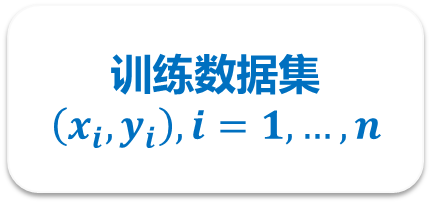 训练数据集
(xᵢ, yᵢ), i = 1, ..., n